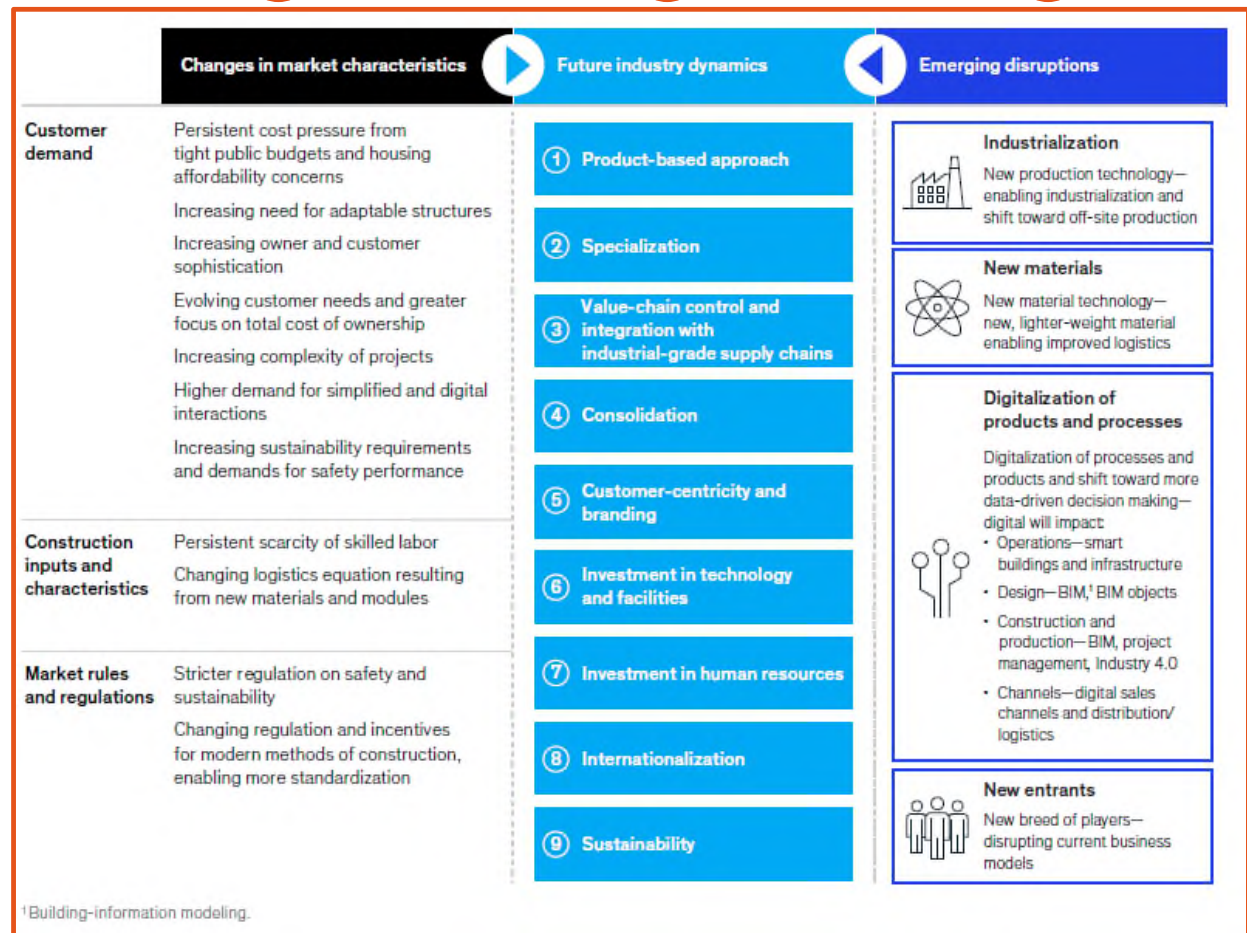 Changes in market characteristics
Future industry dynamics
Emerging disruptions
Customer
demand
Persistent cost pressure from
tight public budgets and housing
affordability concerns
Increasing need for adaptable structures
Increasing owner and customer
sophistication
Evolving customer needs and greater
focus on total cost of ownership
Increasing complexity of projects
Higher demand for simplified and digital
interactions
Increasing sustainability requirements
and demands for safety performance
Construction
inputs and
characteristics
Persistent scarcity of skilled labor
Changing logistics equation resulting
from new materials and modules
Market rules
and regulations
Stricter regulation on safety and
sustainability
Changing regulation and incentives
for modern methods of construction,
enabling more standardization
1 Product-based approach
2 Specialization
3 Value-chain control and
integration with
industrial-grade supply chains
4 Consolidation
5 Customer-centricity and
branding
6 Investment in technology
and facilities
7 Investment in human resources
8 Internationalization
9 Sustainability
Industrialization
New production technology—
enabling industrialization and
shift toward off-site production
New materials
New material technology—
new, lighter-weight material
enabling improved logistics
Digitalization of
products and processes
Digitalization of processes and
products and shift toward more
data-driven decision making—
digital will impact:
• Operations—smart
buildings and infrastructure
• Design—BIM,¹ BIM objects
• Construction and
production—BIM, project
management, Industry 4.0
• Channels—digital sales
channels and distribution/
logistics
New entrants
New breed of players—
disrupting current business
models
¹Building-information modeling.